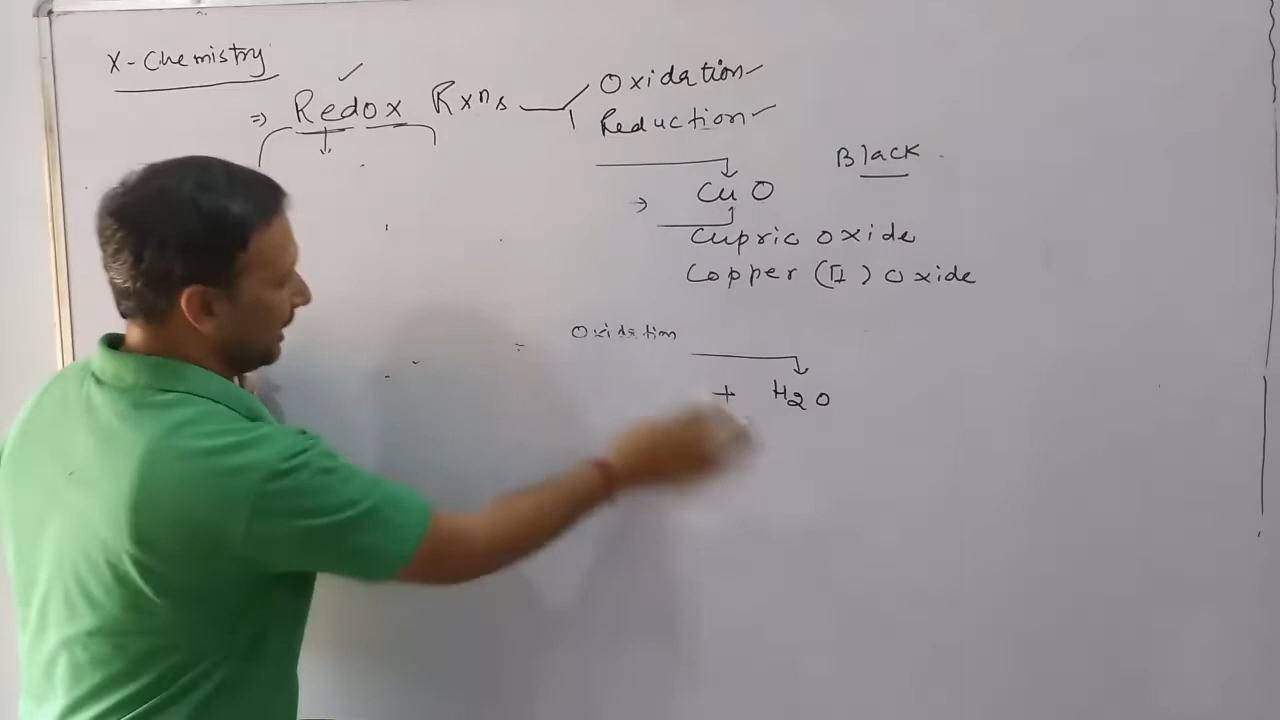 X-Chemistry
⇒ Redox Rxns
Oxidation
Reduction
Black
→ CuO
Cupric oxide
Copper (II) oxide
Oxidation
+ H2O